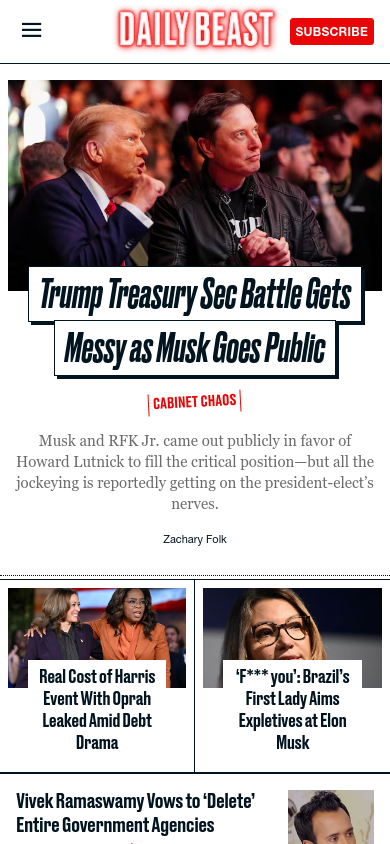 DAILY BEAST
SUBSCRIBE
Trump Treasury Sec Battle Gets
Messy as Musk Goes Public
CABINET CHAOS
Musk and RFK Jr. came out publicly in favor of
Howard Lutnick to fill the critical position—but all the
jockeying is reportedly getting on the president-elect’s
nerves.
Zachary Folk
Real Cost of Harris
Event With Oprah
Leaked Amid Debt
Drama
‘F*** you’: Brazil’s
First Lady Aims
Expletives at Elon
Musk
Vivek Ramaswamy Vows to ‘Delete’
Entire Government Agencies